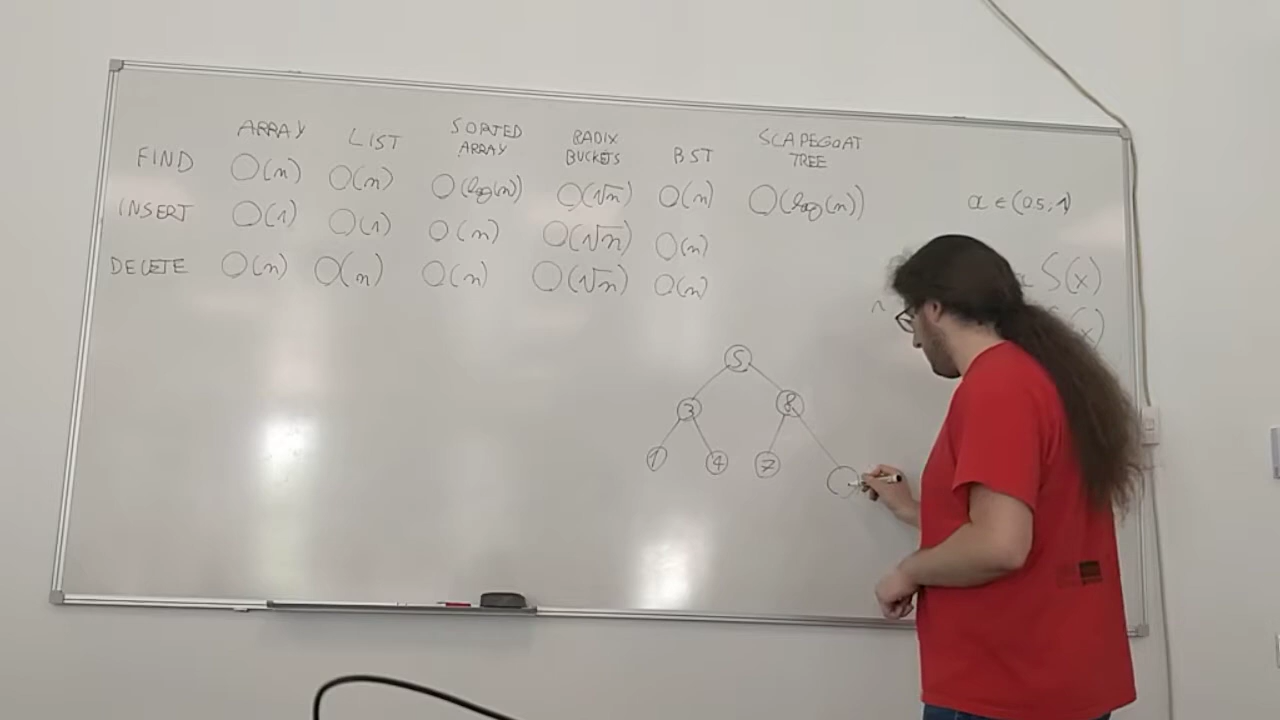 ARRAY LIST SORTED ARRAY RADIX BUCKETS BST SCAPEGOAT TREE
FIND O(n) O(n) O(log(n)) O(√n) O(n) O(log(n))
INSERT O(1) O(1) O(n) O(√n) O(n)
DELETE O(n) O(n) O(n) O(√n) O(n)
α ∈ (0.5; 1)
S(x)
x)
5
3 8
1 4 7